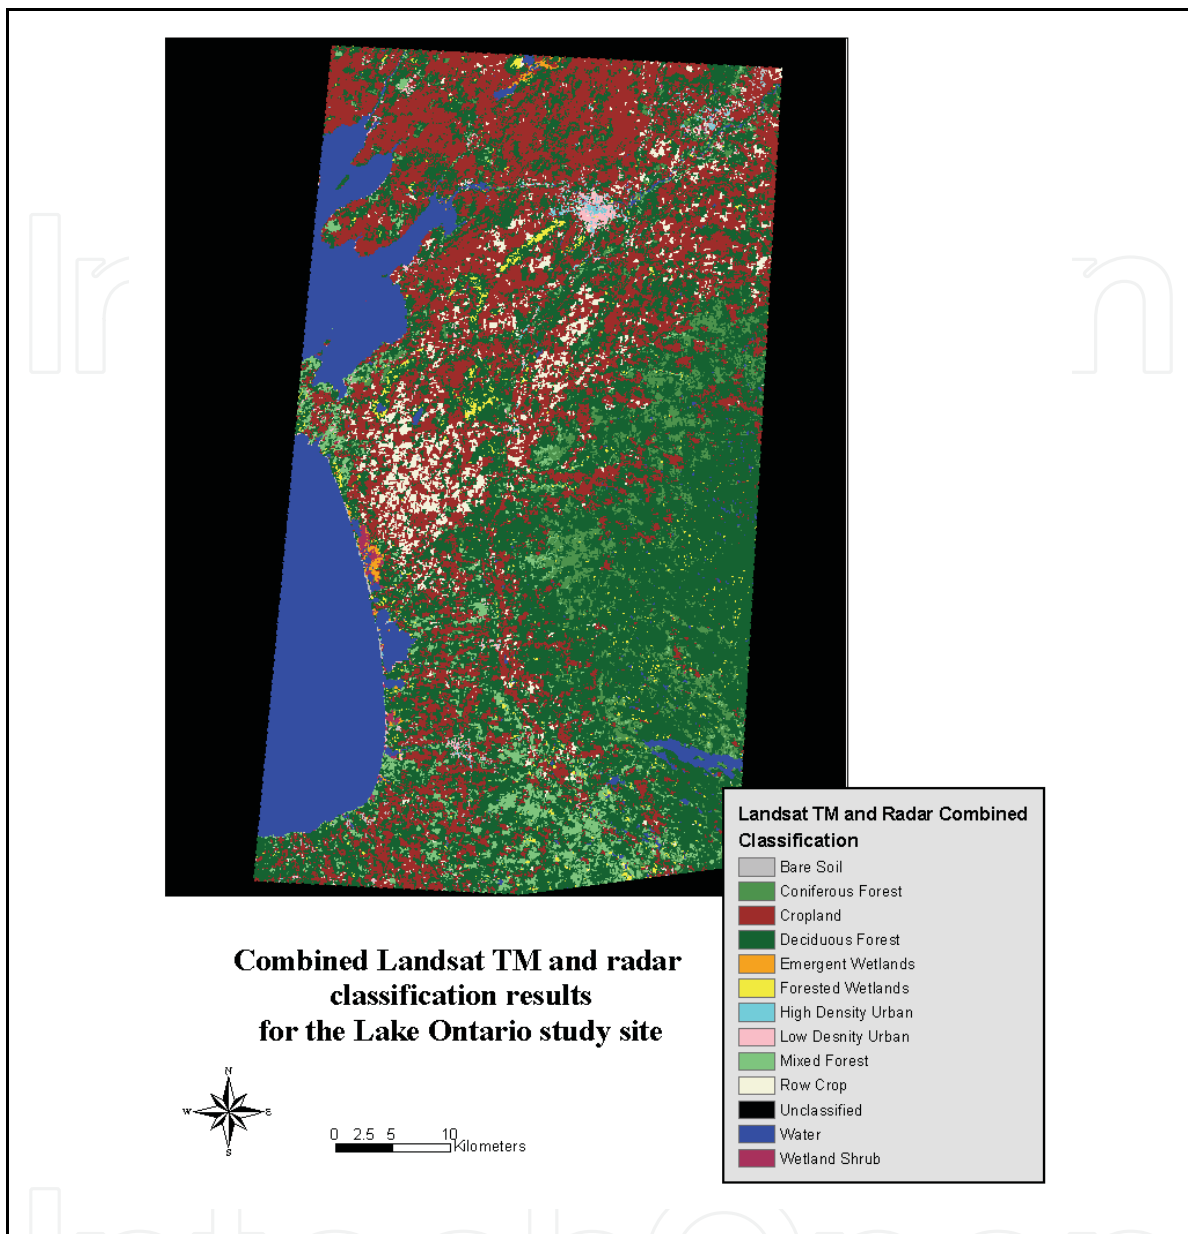 Landsat TM and Radar Combined
Classification
Bare Soil
Coniferous Forest
Cropland
Deciduous Forest
Emergent Wetlands
Forested Wetlands
High Density Urban
Low Desnity Urban
Mixed Forest
Row Crop
Unclassified
Water
Wetland Shrub
Combined Landsat TM and radar
classification results
for the Lake Ontario study site
N
W E
S
0 2.5 5 10
Kilometers